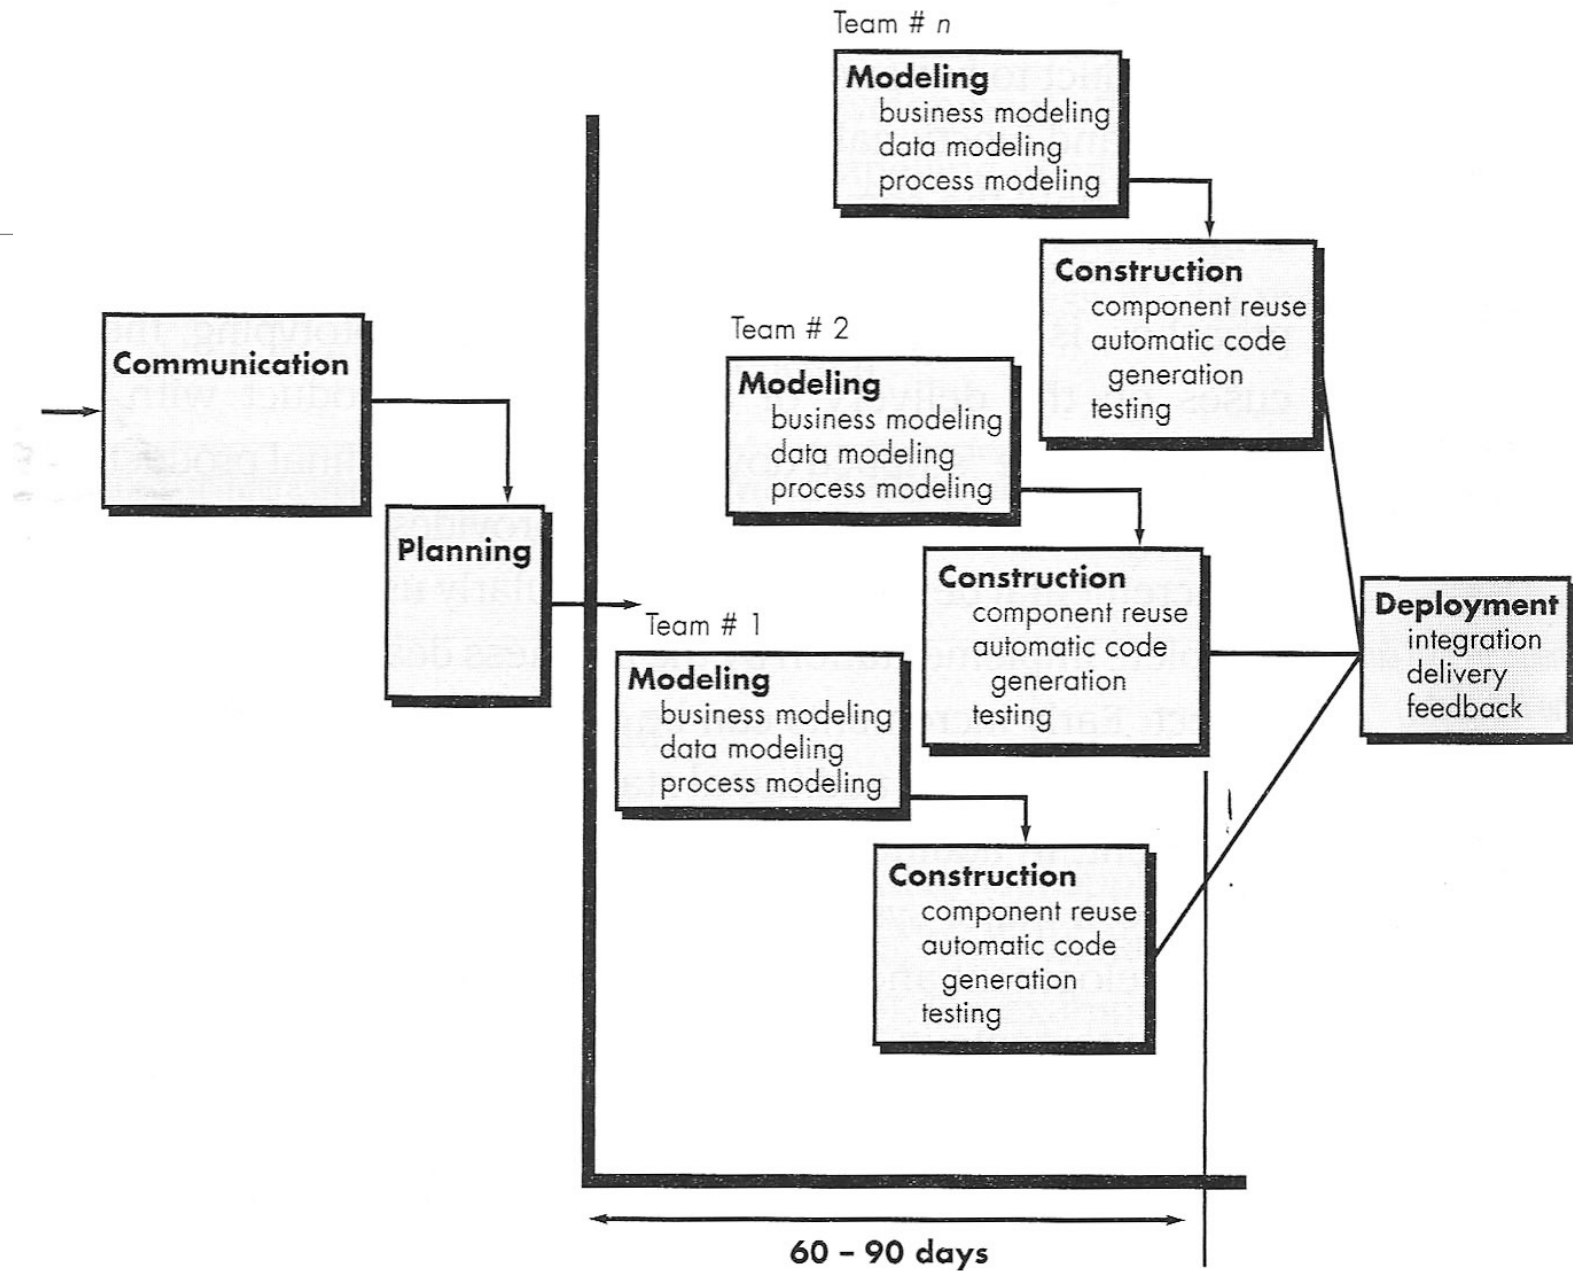 Team # n
Modeling
business modeling
data modeling
process modeling
Construction
component reuse
automatic code
generation
testing
Team # 2
Modeling
business modeling
data modeling
process modeling
Construction
component reuse
automatic code
generation
testing
Communication
Planning
Team # 1
Modeling
business modeling
data modeling
process modeling
Construction
component reuse
automatic code
generation
testing
Deployment
integration
delivery
feedback
60 – 90 days